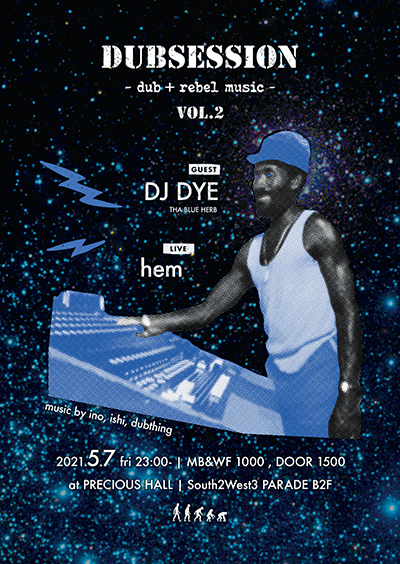 DUBSESSION
- dub + rebel music -
VOL.2
GUEST
DJ DYE
THA BLUE HERB
LIVE
hem
music by ino, ishi, dubthing
2021.5.7 fri 23:00- | MB&WF 1000 , DOOR 1500
at PRECIOUS HALL | South2West3 PARADE B2F